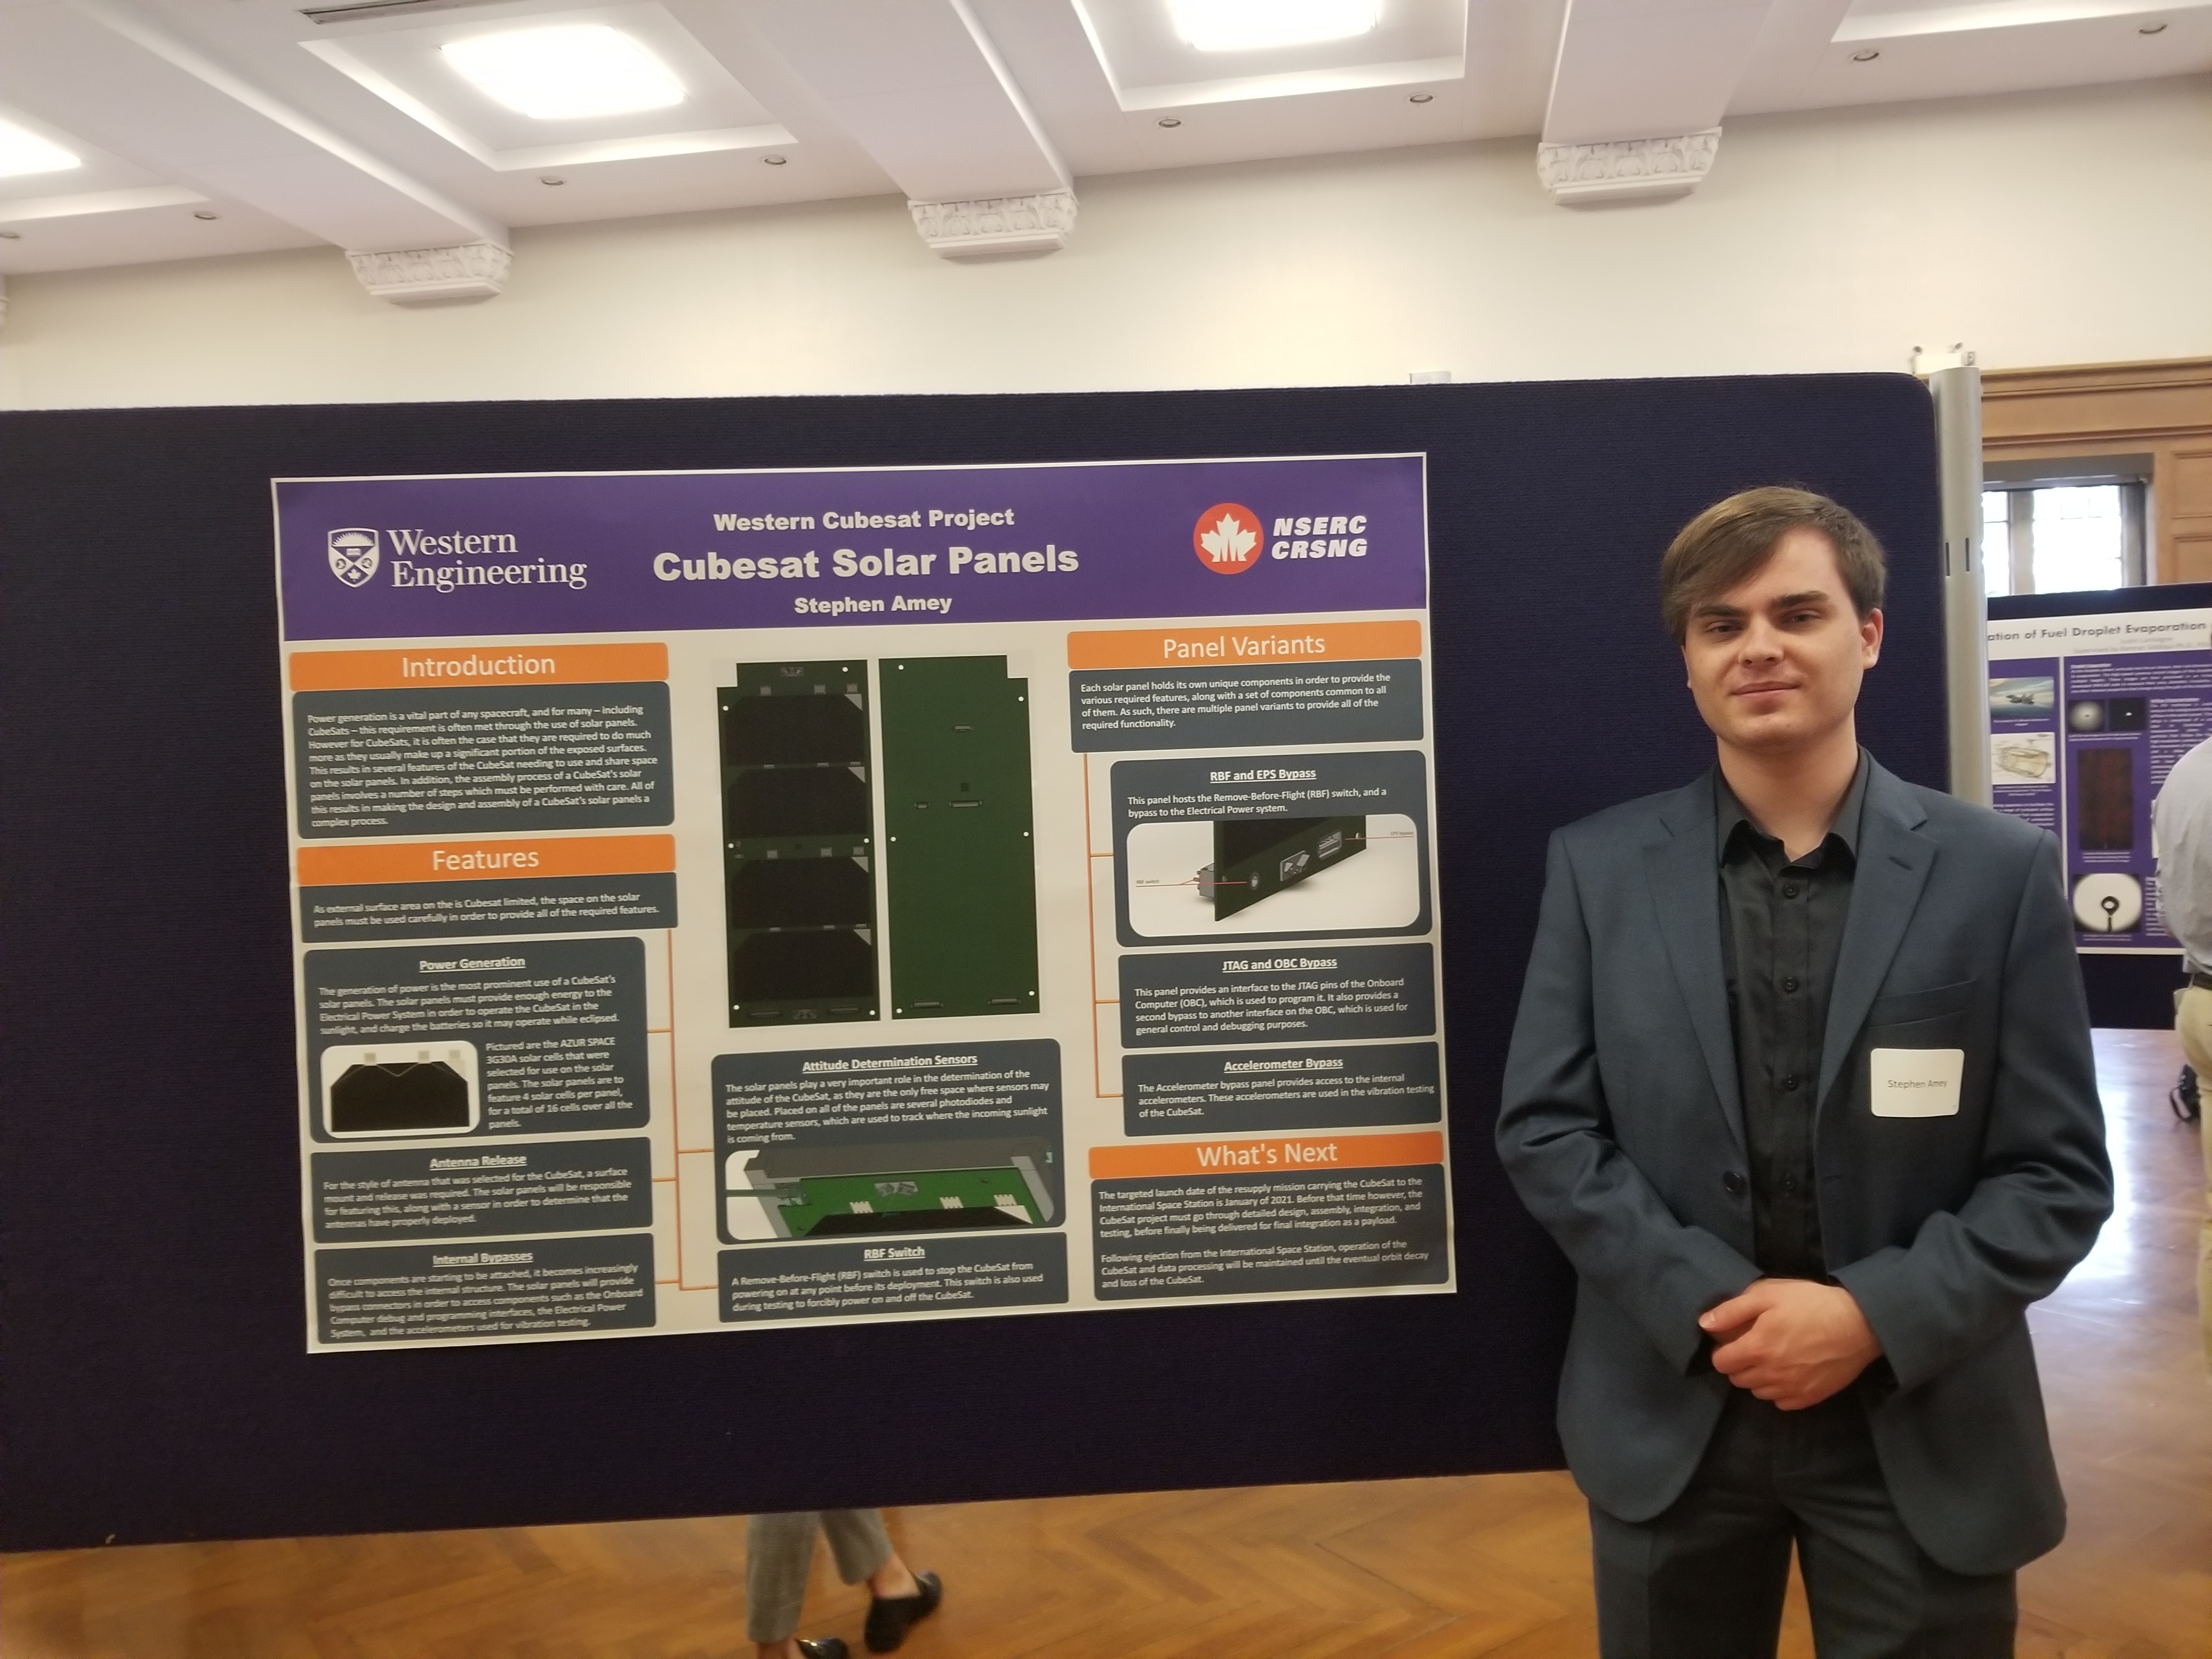 Western
Engineering
Western Cubesat Project
Cubesat Solar Panels
Stephen Amey
NSERC
CRSNG
Introduction
Power generation is a vital part of any spacecraft, and for many – including
CubeSats – this requirement is often met through the use of solar panels.
However for CubeSats, it is often the case that they are required to do much
more as they usually make up a significant portion of the exposed surfaces.
This results in several features of the CubeSat needing to use and share space
on the solar panels. In addition, the assembly process of a CubeSat's solar
panels involves a number of steps which must be performed with care. All of
this results in making the design and assembly of a CubeSat's solar panels a
complex process.
Features
As external surface area on the is Cubesat limited, the space on the solar
panels must be used carefully in order to provide all of the required features.
Power Generation
The generation of power is the most prominent use of a CubeSat's
solar panels. The solar panels must provide enough energy to the
Electrical Power System in order to operate the CubeSat in the
sunlight, and charge the batteries so it may operate while eclipsed.
Pictured are the AZUR SPACE
3G30A solar cells that were
selected for use on the solar
panels. The solar panels are to
feature 4 solar cells per panel,
for a total of 16 cells over all the
panels.
Antenna Release
For the style of antenna that was selected for the CubeSat, a surface
mount and release was required. The solar panels will be responsible
for featuring this, along with a sensor in order to determine that the
antennas have properly deployed.
Internal Bypasses
Once components are starting to be attached, it becomes increasingly
difficult to access the internal structure. The solar panels will provide
bypass connectors in order to access components such as the Onboard
Computer debug and programming interfaces, the Electrical Power
System, and the accelerometers used for vibration testing.
Attitude Determination Sensors
The solar panels play a very important role in the determination of the
attitude of the CubeSat, as they are the only free space where sensors may
be placed. Placed on all of the panels are several photodiodes and
temperature sensors, which are used to track where the incoming sunlight
is coming from.
RBF Switch
A Remove-Before-Flight (RBF) switch is used to stop the CubeSat from
powering on at any point before its deployment. This switch is also used
during testing to forcibly power on and off the CubeSat.
Panel Variants
Each solar panel holds its own unique components in order to provide the
various required features, along with a set of components common to all
of them. As such, there are multiple panel variants to provide all of the
required functionality.
RBF and EPS Bypass
This panel hosts the Remove-Before-Flight (RBF) switch, and a
bypass to the Electrical Power system.
EPS bypass
RBF switch
JTAG and OBC Bypass
This panel provides an interface to the JTAG pins of the Onboard
Computer (OBC), which is used to program it. It also provides a
second bypass to another interface on the OBC, which is used for
general control and debugging purposes.
Accelerometer Bypass
The Accelerometer bypass panel provides access to the internal
accelerometers. These accelerometers are used in the vibration testing
of the CubeSat.
What's Next
The targeted launch date of the resupply mission carrying the CubeSat to the
International Space Station is January of 2021. Before that time however, the
CubeSat project must go through detailed design, assembly, integration, and
testing, before finally being delivered for final integration as a payload.
Following ejection from the International Space Station, operation of the
CubeSat and data processing will be maintained until the eventual orbit decay
and loss of the CubeSat.
Stephen Amey
ation of Fuel Droplet Evaporation